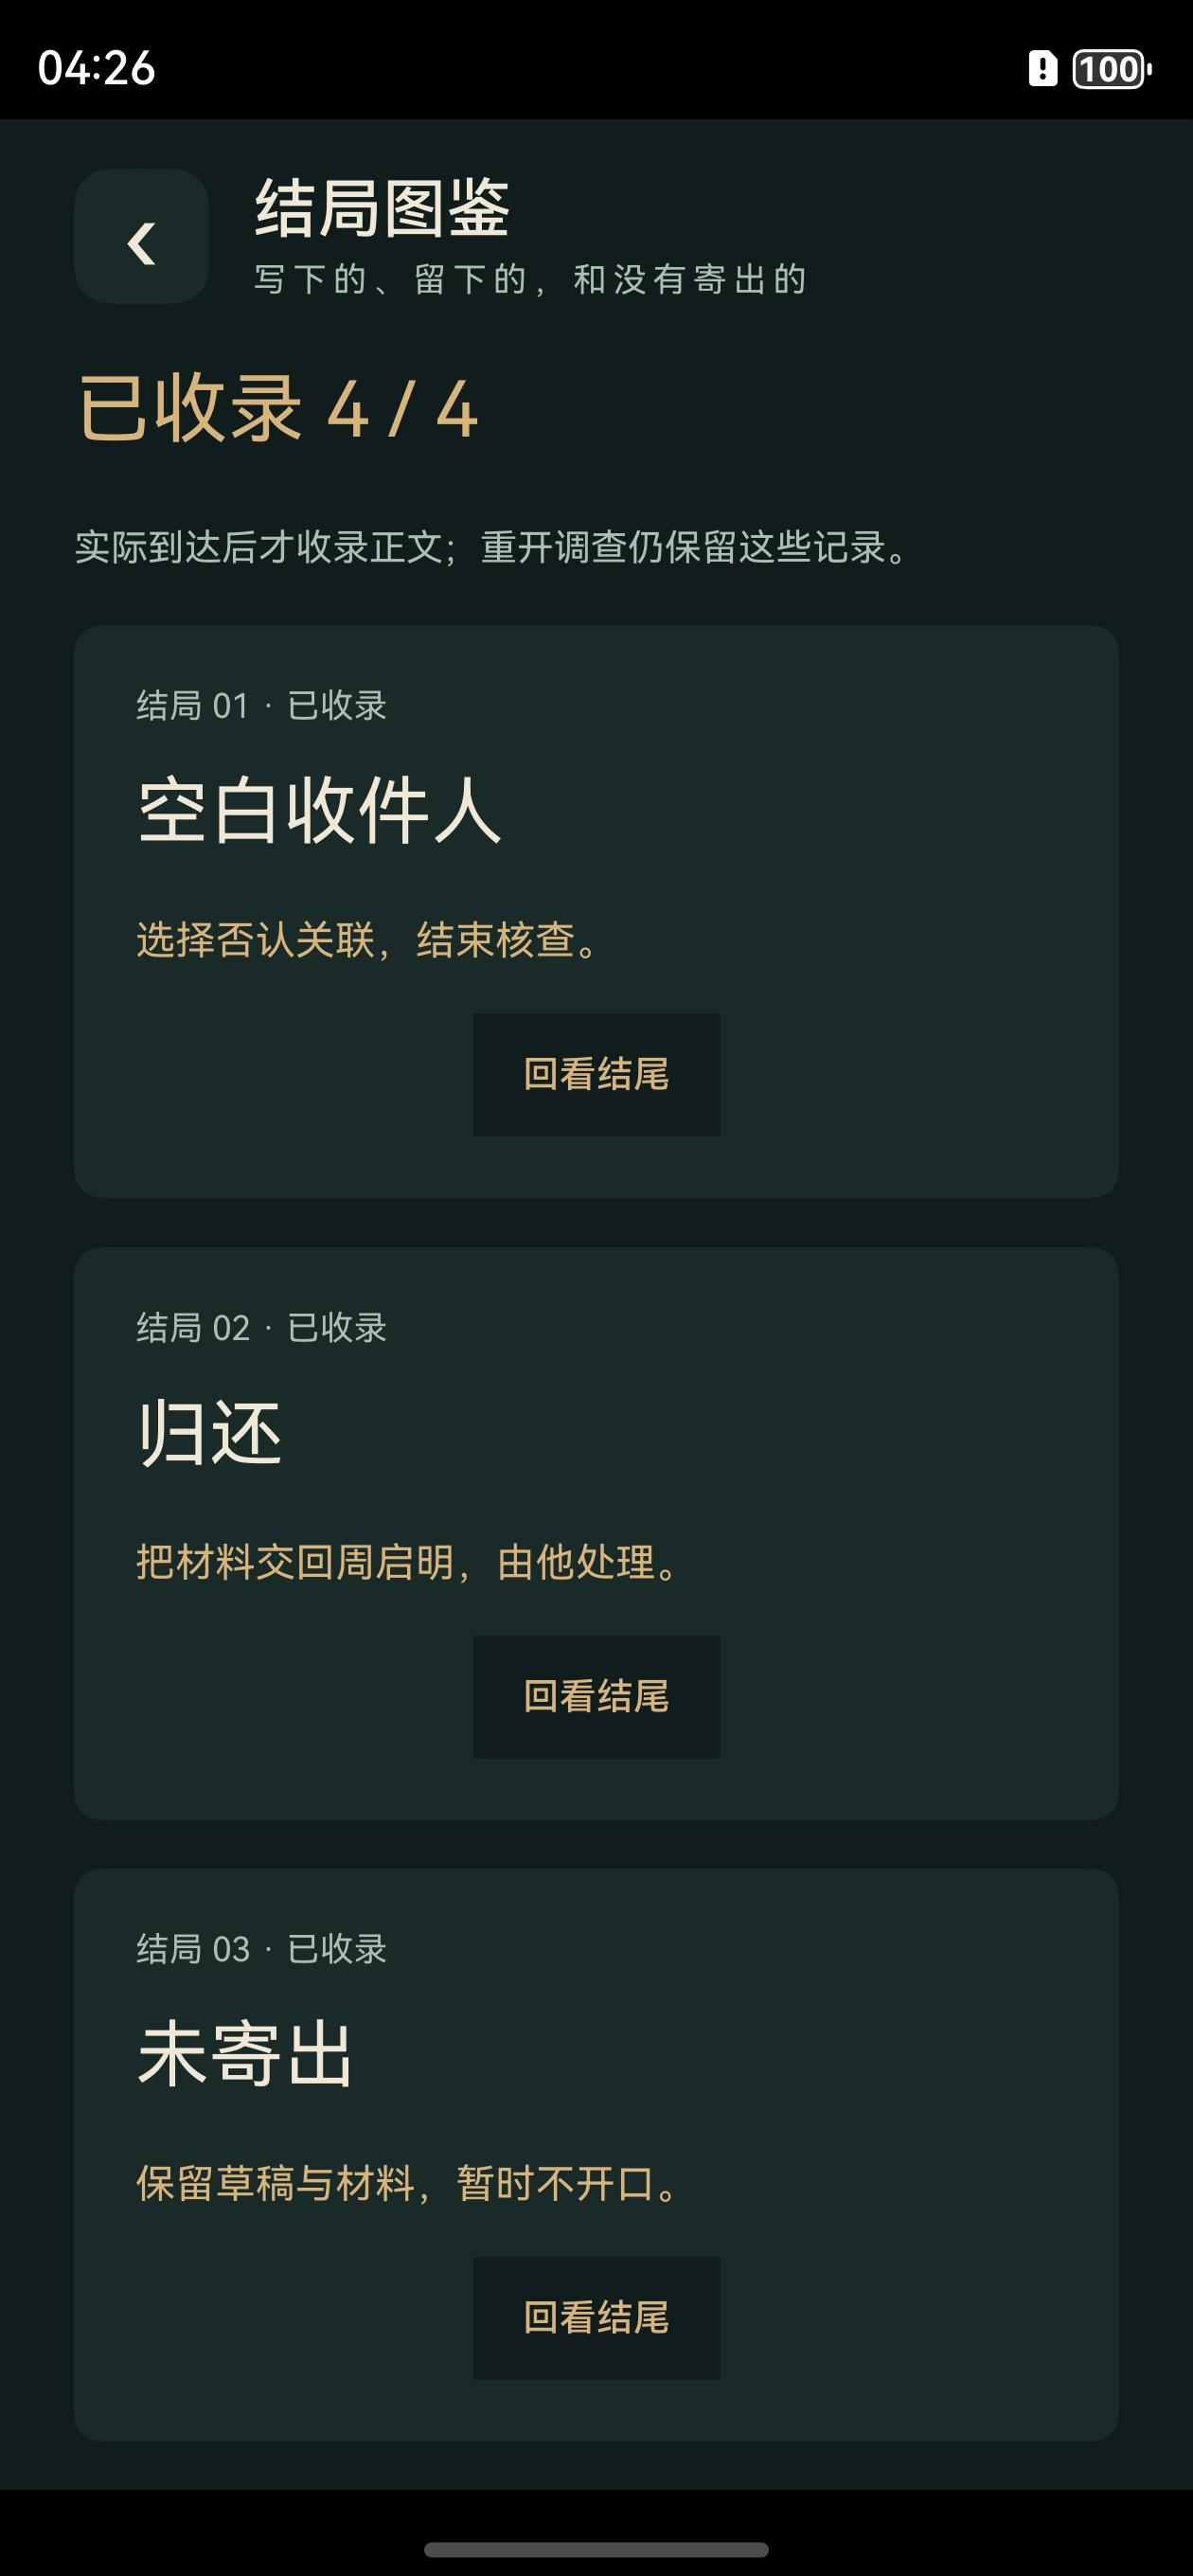 04:26
100
结局图鉴
写下的、留下的，和没有寄出的
已收录 4 / 4
实际到达后才收录正文；重开调查仍保留这些记录。
结局 01 · 已收录
空白收件人
选择否认关联，结束核查。
回看结尾
结局 02 · 已收录
归还
把材料交回周启明，由他处理。
回看结尾
结局 03 · 已收录
未寄出
保留草稿与材料，暂时不开口。
回看结尾